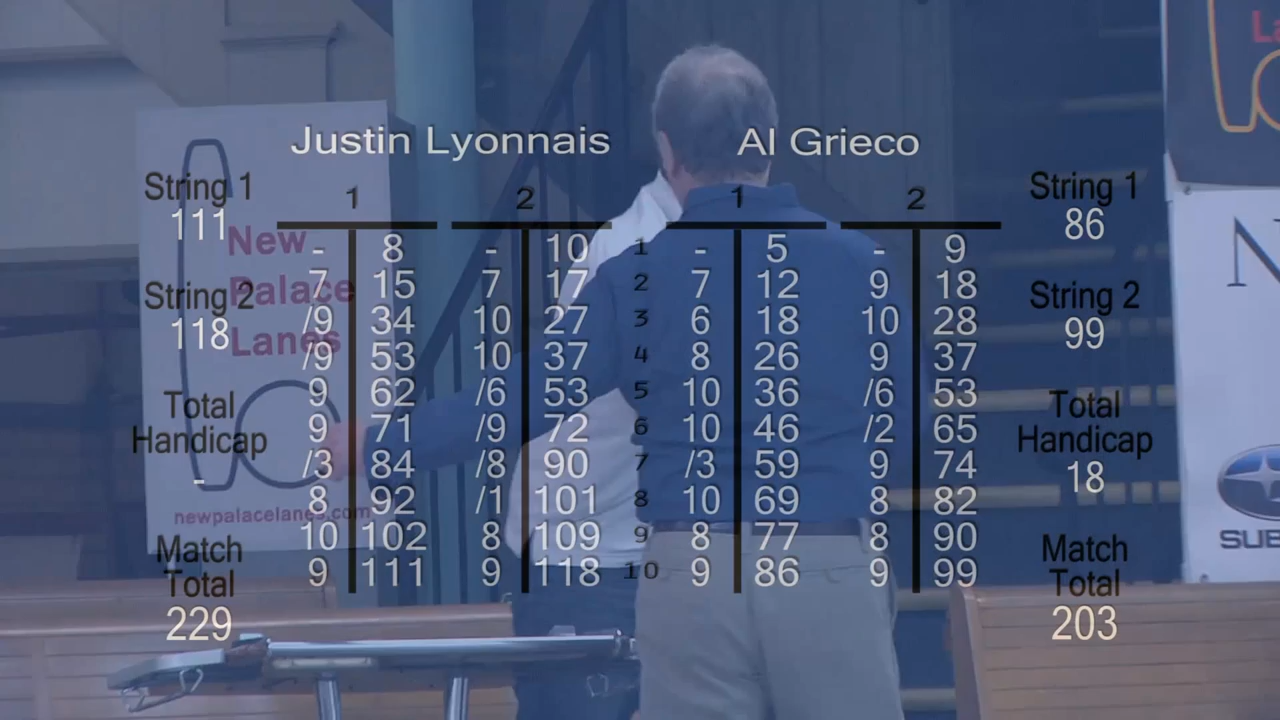 Justin Lyonnais Al Grieco
String 1
111
String 2
118
Total
Handicap
-
Match
Total
229
1 2 1 2
- 8 - 10 1 - 5 - 9
7 15 7 17 2 7 12 9 18
/9 34 10 27 3 6 18 10 28
/9 53 10 37 4 8 26 9 37
9 62 /6 53 5 10 36 /6 53
9 71 /9 72 6 10 46 /2 65
/3 84 /8 90 7 /3 59 9 74
8 92 /1 101 8 10 69 8 82
10 102 8 109 9 8 77 8 90
9 111 9 118 10 9 86 9 99
String 1
86
String 2
99
Total
Handicap
18
Match
Total
203
New
Palace
Lanes
newpalacelanes.com
La
N
SUB